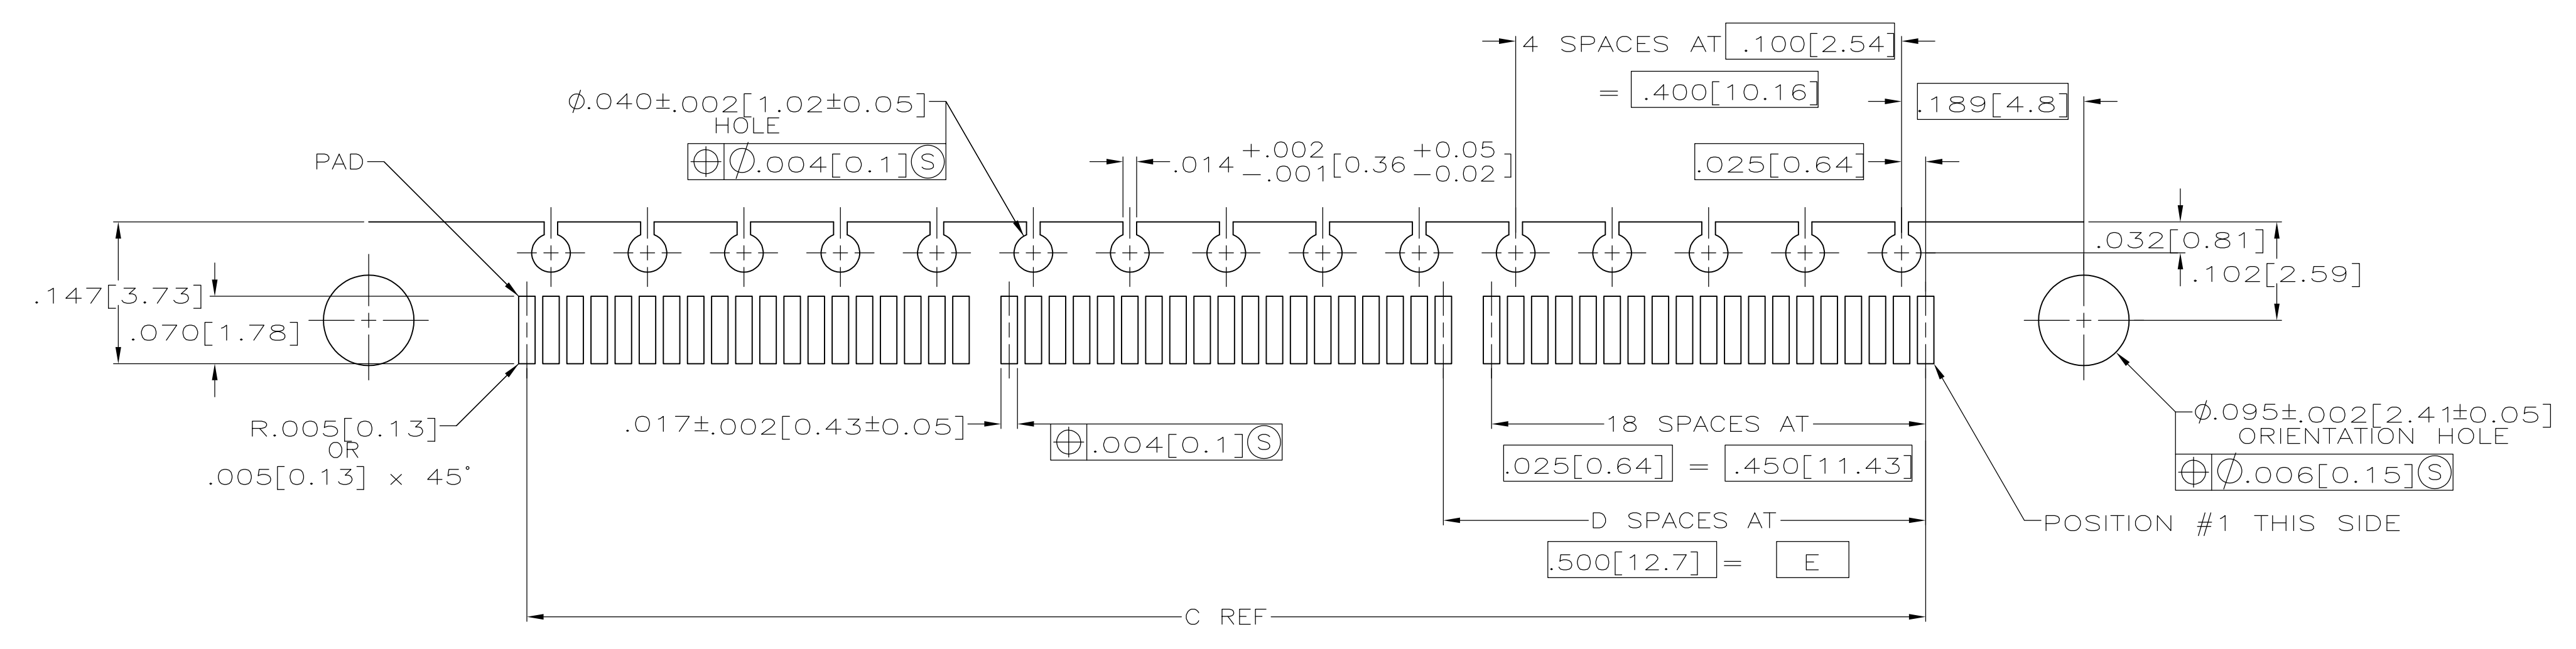 4 SPACES AT .100[2.54]
= .400[10.16]
.189[4.8]
⌀.040±.002[1.02±0.05]
HOLE
⌖ ⌀.004[0.1]Ⓢ
PAD
.014 +.002 -.001 [0.36 +0.05 -0.02]
.025[0.64]
.032[0.81]
.102[2.59]
.147[3.73]
.070[1.78]
R.005[0.13]
OR
.005[0.13] x 45°
.017±.002[0.43±0.05]
⌖ .004[0.1]Ⓢ
18 SPACES AT
.025[0.64] = .450[11.43]
⌀.095±.002[2.41±0.05]
ORIENTATION HOLE
⌖ ⌀.006[0.15]Ⓢ
D SPACES AT
.500[12.7] = E
POSITION #1 THIS SIDE
C REF